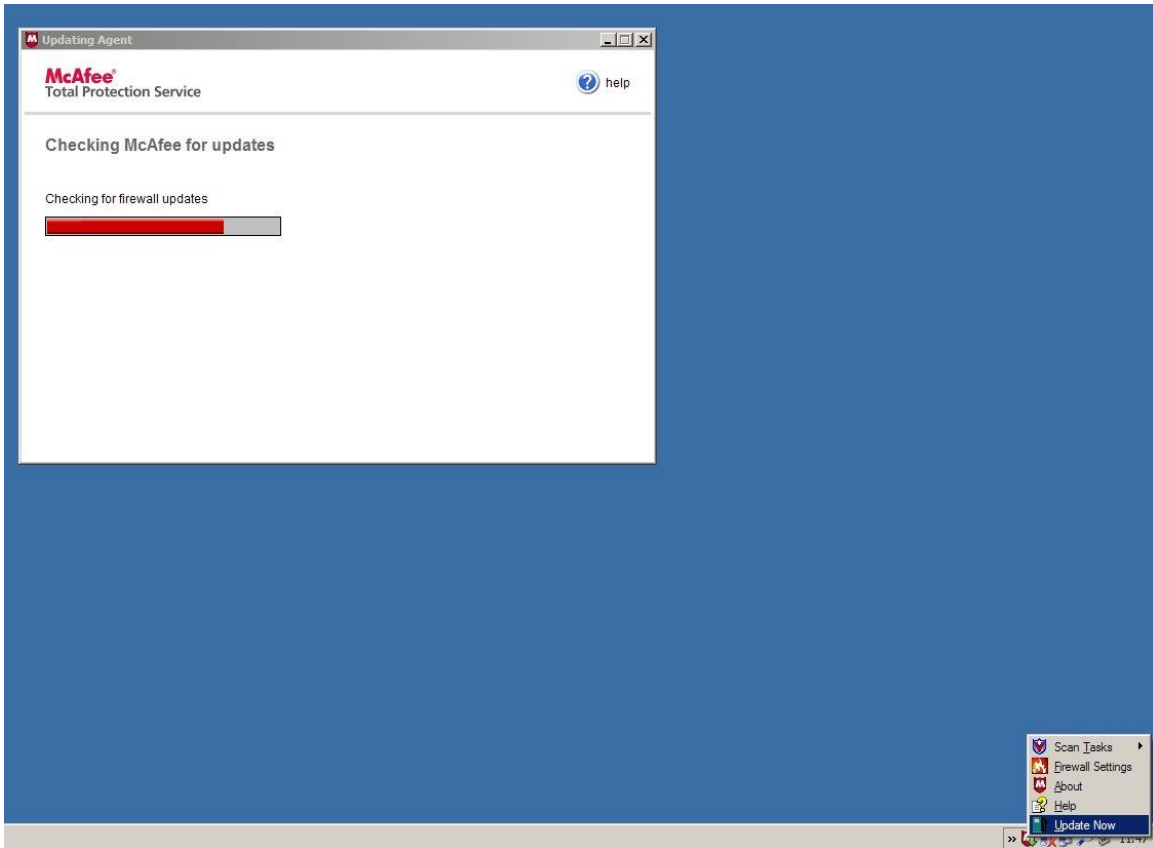 Updating Agent
McAfee®
Total Protection Service
help
Checking McAfee for updates
Checking for firewall updates
Scan Tasks
Firewall Settings
About
Help
Update Now
»